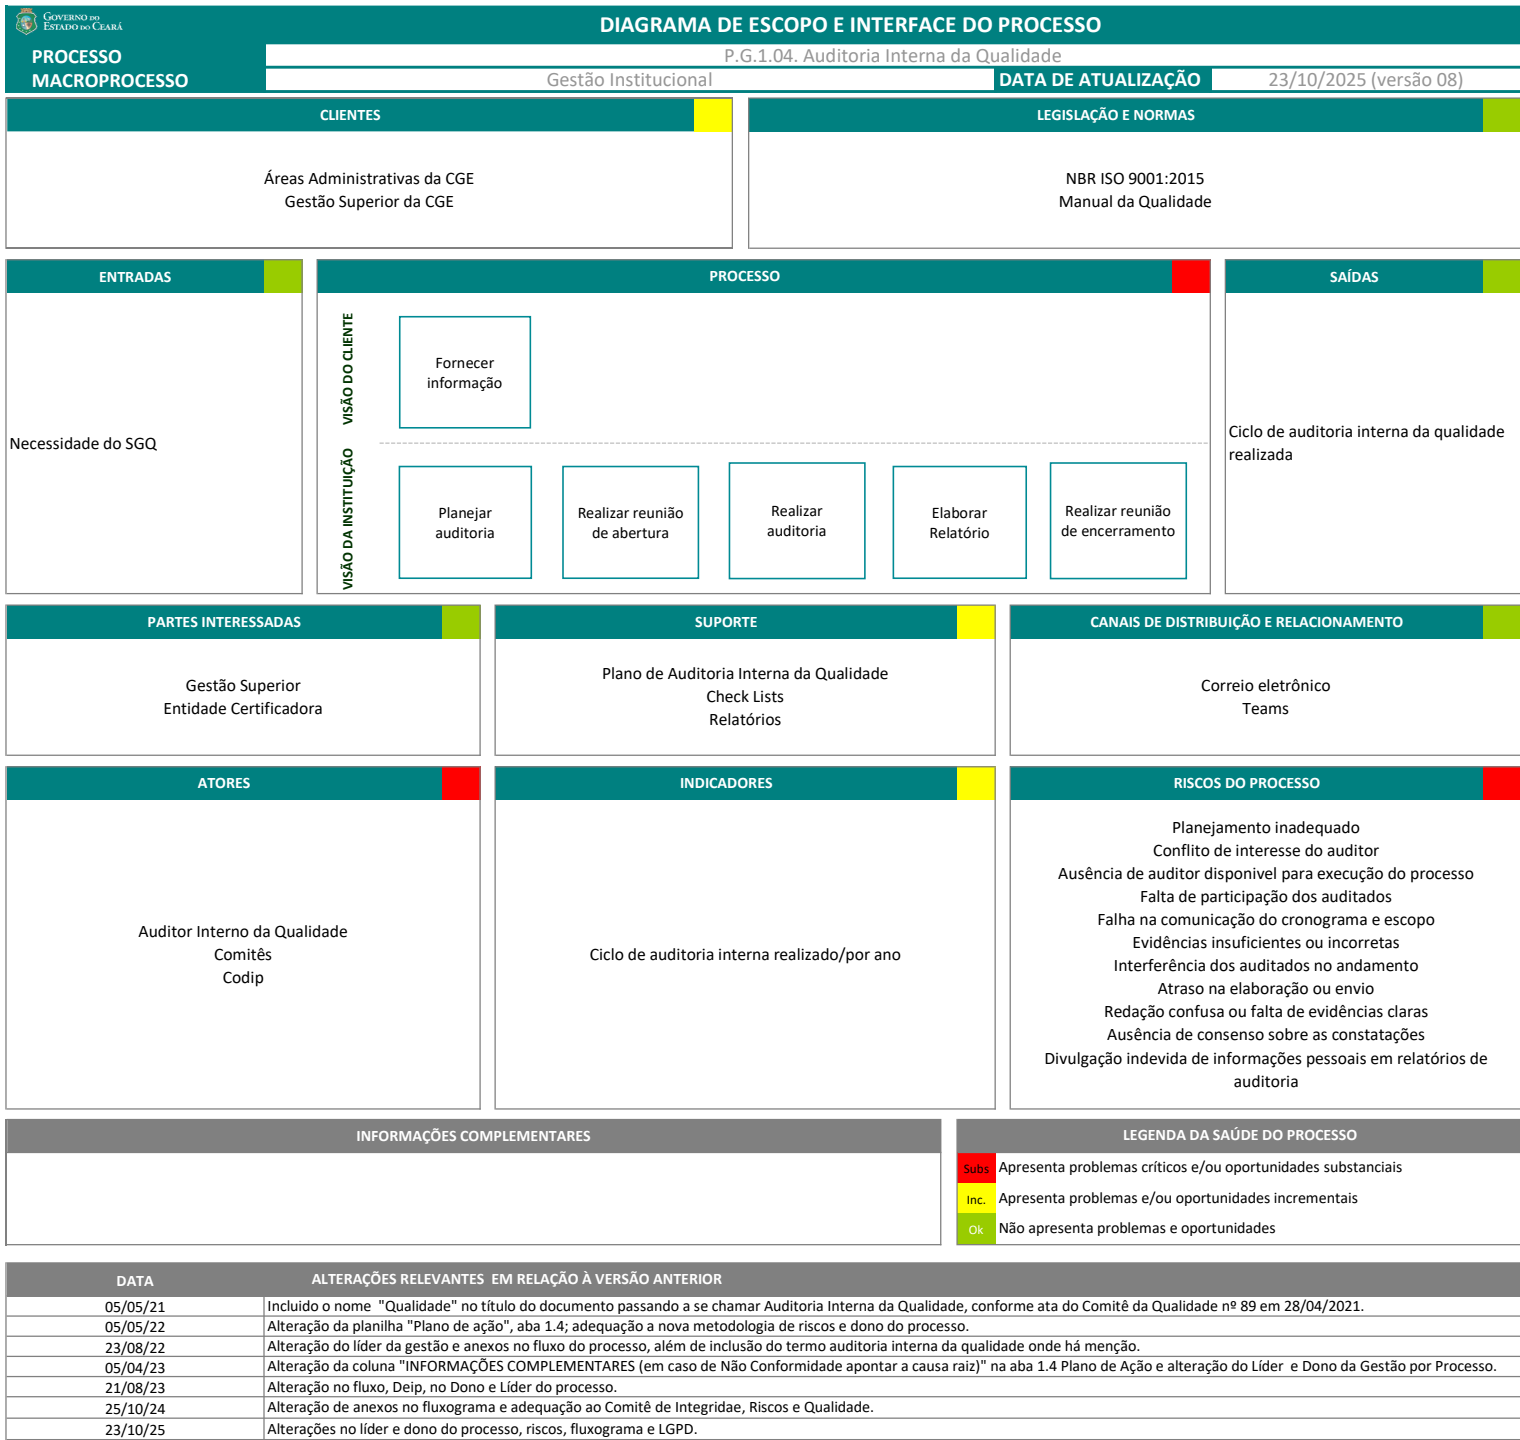 GOVERNO DO
ESTADO DO CEARÁ
DIAGRAMA DE ESCOPO E INTERFACE DO PROCESSO
PROCESSO
P.G.1.04. Auditoria Interna da Qualidade
MACROPROCESSO
Gestão Institucional
DATA DE ATUALIZAÇÃO
23/10/2025 (versão 08)
CLIENTES
Áreas Administrativas da CGE
Gestão Superior da CGE
LEGISLAÇÃO E NORMAS
NBR ISO 9001:2015
Manual da Qualidade
ENTRADAS
Necessidade do SGQ
PROCESSO
VISÃO DO CLIENTE
Fornecer
informação
VISÃO DA INSTITUIÇÃO
Planejar
auditoria
Realizar reunião
de abertura
Realizar
auditoria
Elaborar
Relatório
Realizar reunião
de encerramento
SAÍDAS
Ciclo de auditoria interna da qualidade
realizada
PARTES INTERESSADAS
Gestão Superior
Entidade Certificadora
SUPORTE
Plano de Auditoria Interna da Qualidade
Check Lists
Relatórios
CANAIS DE DISTRIBUIÇÃO E RELACIONAMENTO
Correio eletrônico
Teams
ATORES
Auditor Interno da Qualidade
Comitês
Codip
INDICADORES
Ciclo de auditoria interna realizado/por ano
RISCOS DO PROCESSO
Planejamento inadequado
Conflito de interesse do auditor
Ausência de auditor disponivel para execução do processo
Falta de participação dos auditados
Falha na comunicação do cronograma e escopo
Evidências insuficientes ou incorretas
Interferência dos auditados no andamento
Atraso na elaboração ou envio
Redação confusa ou falta de evidências claras
Ausência de consenso sobre as constatações
Divulgação indevida de informações pessoais em relatórios de
auditoria
INFORMAÇÕES COMPLEMENTARES
LEGENDA DA SAÚDE DO PROCESSO
Subs Apresenta problemas críticos e/ou oportunidades substanciais
Inc. Apresenta problemas e/ou oportunidades incrementais
Ok Não apresenta problemas e oportunidades
DATA ALTERAÇÕES RELEVANTES EM RELAÇÃO À VERSÃO ANTERIOR
05/05/21 Incluido o nome "Qualidade" no título do documento passando a se chamar Auditoria Interna da Qualidade, conforme ata do Comitê da Qualidade nº 89 em 28/04/2021.
05/05/22 Alteração da planilha "Plano de ação", aba 1.4; adequação a nova metodologia de riscos e dono do processo.
23/08/22 Alteração do líder da gestão e anexos no fluxo do processo, além de inclusão do termo auditoria interna da qualidade onde há menção.
05/04/23 Alteração da coluna "INFORMAÇÕES COMPLEMENTARES (em caso de Não Conformidade apontar a causa raiz)" na aba 1.4 Plano de Ação e alteração do Líder e Dono da Gestão por Processo.
21/08/23 Alteração no fluxo, Deip, no Dono e Líder do processo.
25/10/24 Alteração de anexos no fluxograma e adequação ao Comitê de Integridae, Riscos e Qualidade.
23/10/25 Alterações no líder e dono do processo, riscos, fluxograma e LGPD.